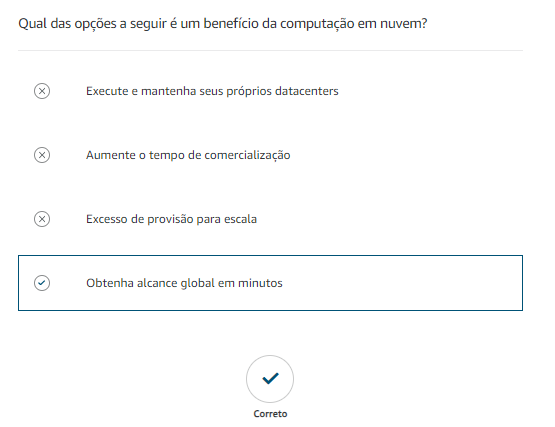 Qual das opções a seguir é um benefício da computação em nuvem?
Execute e mantenha seus próprios datacenters
Aumente o tempo de comercialização
Excesso de provisão para escala
Obtenha alcance global em minutos
Correto